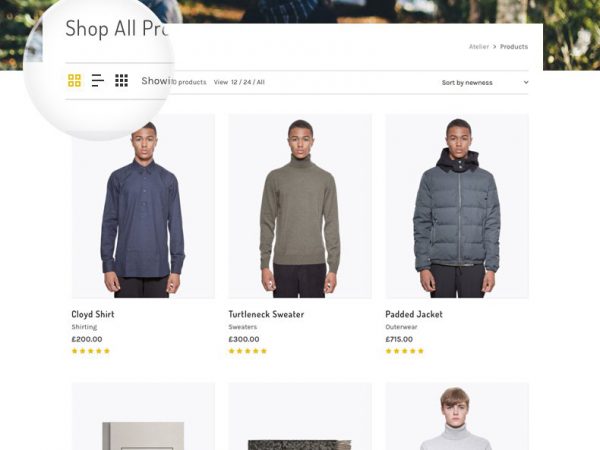 Shop All Pro
Atelier > Products
Showi
0 products View 12 / 24 / All
Sort by newness
Cloyd Shirt
Shirting
£200.00
Turtleneck Sweater
Sweaters
£300.00
Padded Jacket
Outerwear
£715.00